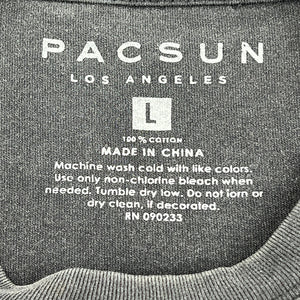 PACSUN
LOS ANGELES
L
100% COTTON
MADE IN CHINA
Machine wash cold with like colors.
Use only non-chlorine bleach when
needed. Tumble dry low. Do not iorn or
dry clean, if decorated.
RN 090233